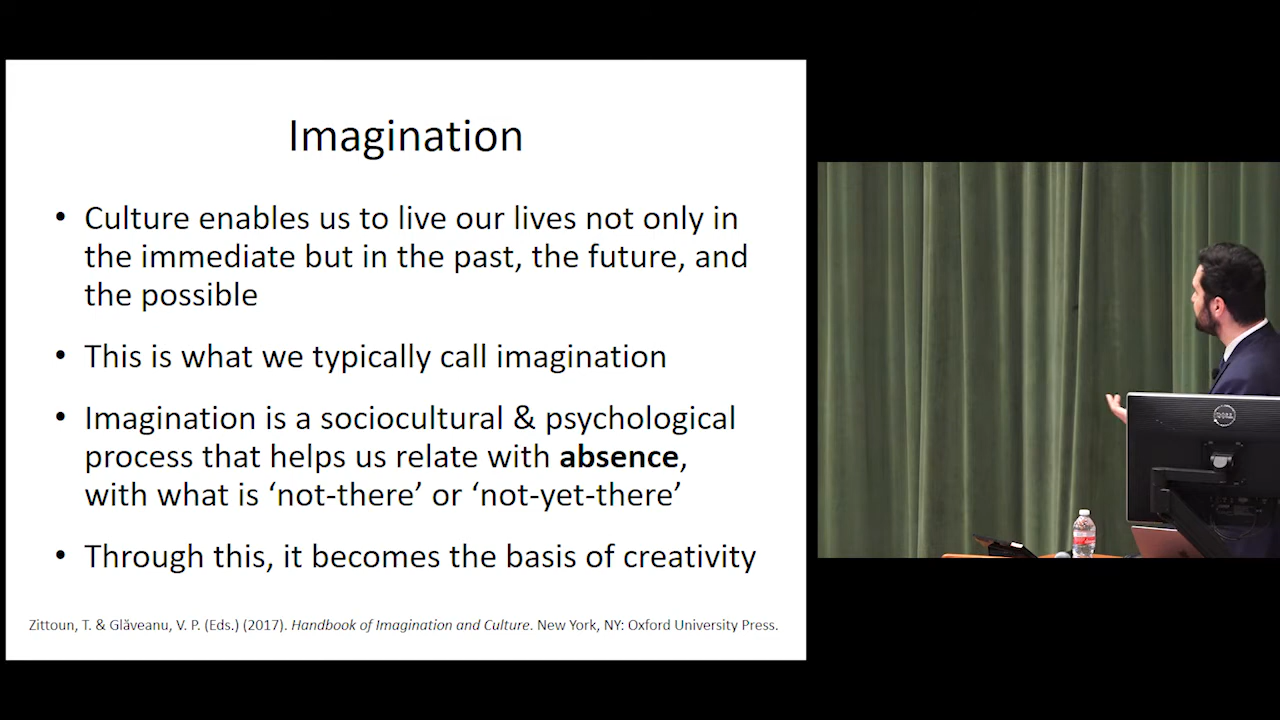 Imagination
• Culture enables us to live our lives not only in
the immediate but in the past, the future, and
the possible
• This is what we typically call imagination
• Imagination is a sociocultural & psychological
process that helps us relate with absence,
with what is ‘not-there’ or ‘not-yet-there’
• Through this, it becomes the basis of creativity
Zittoun, T. & Glăveanu, V. P. (Eds.) (2017). Handbook of Imagination and Culture. New York, NY: Oxford University Press.
DELL